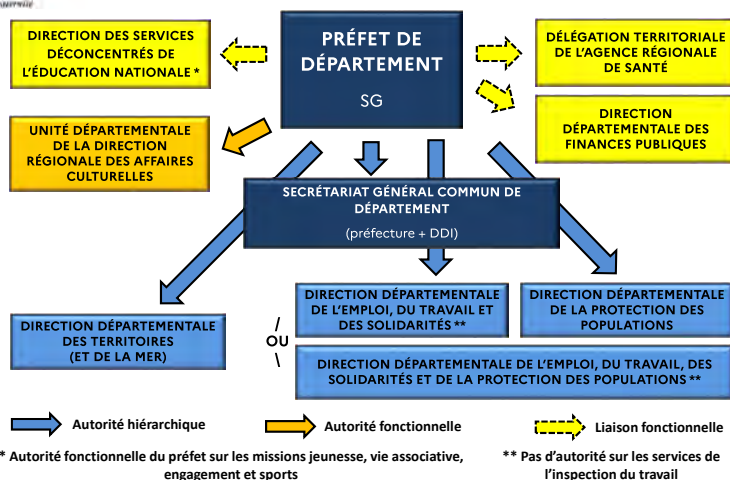 DIRECTION DES SERVICES
DÉCONCENTRÉS DE
L'ÉDUCATION NATIONALE *
PRÉFET DE
DÉPARTEMENT
SG
DÉLÉGATION TERRITORIALE
DE L'AGENCE RÉGIONALE
DE SANTÉ
UNITÉ DÉPARTEMENTALE
DE LA DIRECTION
RÉGIONALE DES AFFAIRES
CULTURELLES
DIRECTION
DÉPARTEMENTALE DES
FINANCES PUBLIQUES
SECRÉTARIAT GÉNÉRAL COMMUN DE
DÉPARTEMENT
(préfecture + DDI)
DIRECTION DÉPARTEMENTALE
DES TERRITOIRES
(ET DE LA MER)
/
OU
\
DIRECTION DÉPARTEMENTALE
DE L'EMPLOI, DU TRAVAIL ET
DES SOLIDARITÉS **
DIRECTION DÉPARTEMENTALE
DE LA PROTECTION DES
POPULATIONS
DIRECTION DÉPARTEMENTALE DE L'EMPLOI, DU TRAVAIL, DES
SOLIDARITÉS ET DE LA PROTECTION DES POPULATIONS **
Autorité hiérarchique
Autorité fonctionnelle
Liaison fonctionnelle
* Autorité fonctionnelle du préfet sur les missions jeunesse, vie associative,
engagement et sports
** Pas d'autorité sur les services de
l'inspection du travail